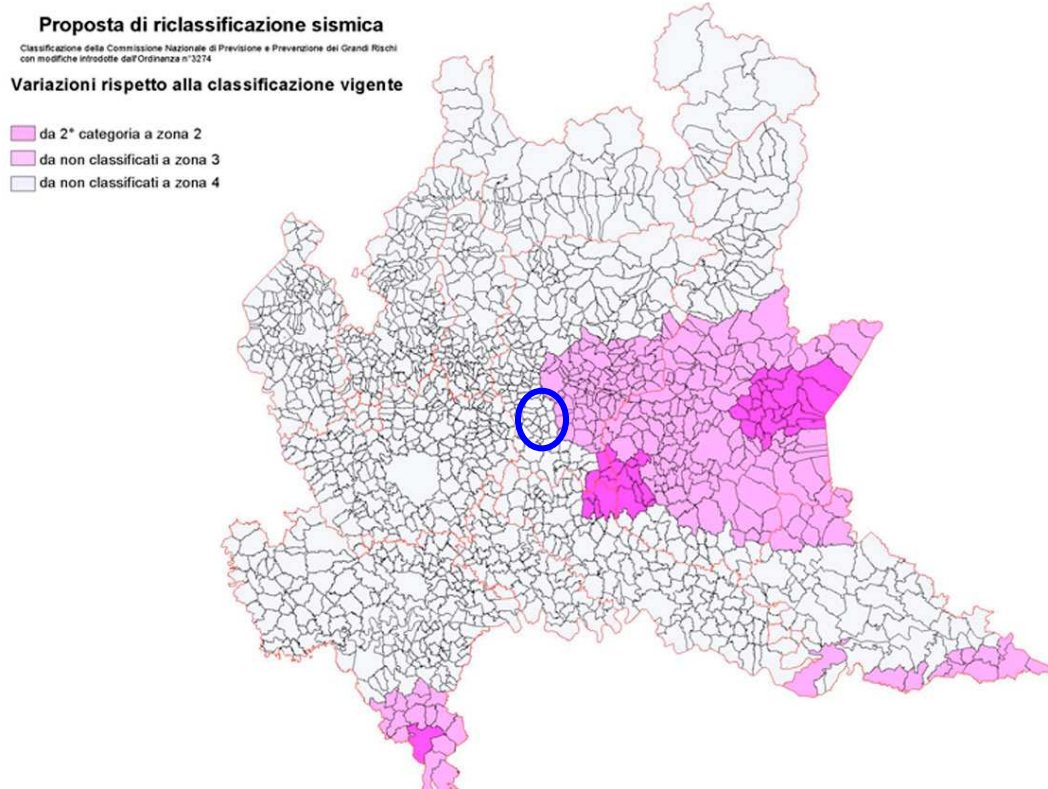 Proposta di riclassificazione sismica
Classificazione della Commissione Nazionale di Previsione e Prevenzione dei Grandi Rischi
con modifiche introdotte dall'Ordinanza n°3274
Variazioni rispetto alla classificazione vigente
da 2° categoria a zona 2
da non classificati a zona 3
da non classificati a zona 4